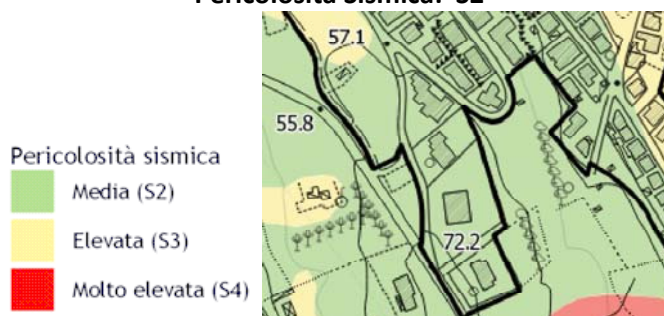 Pericolosità Sismica: S2
57.1
55.8
72.2
Pericolosità sismica
Media (S2)
Elevata (S3)
Molto elevata (S4)